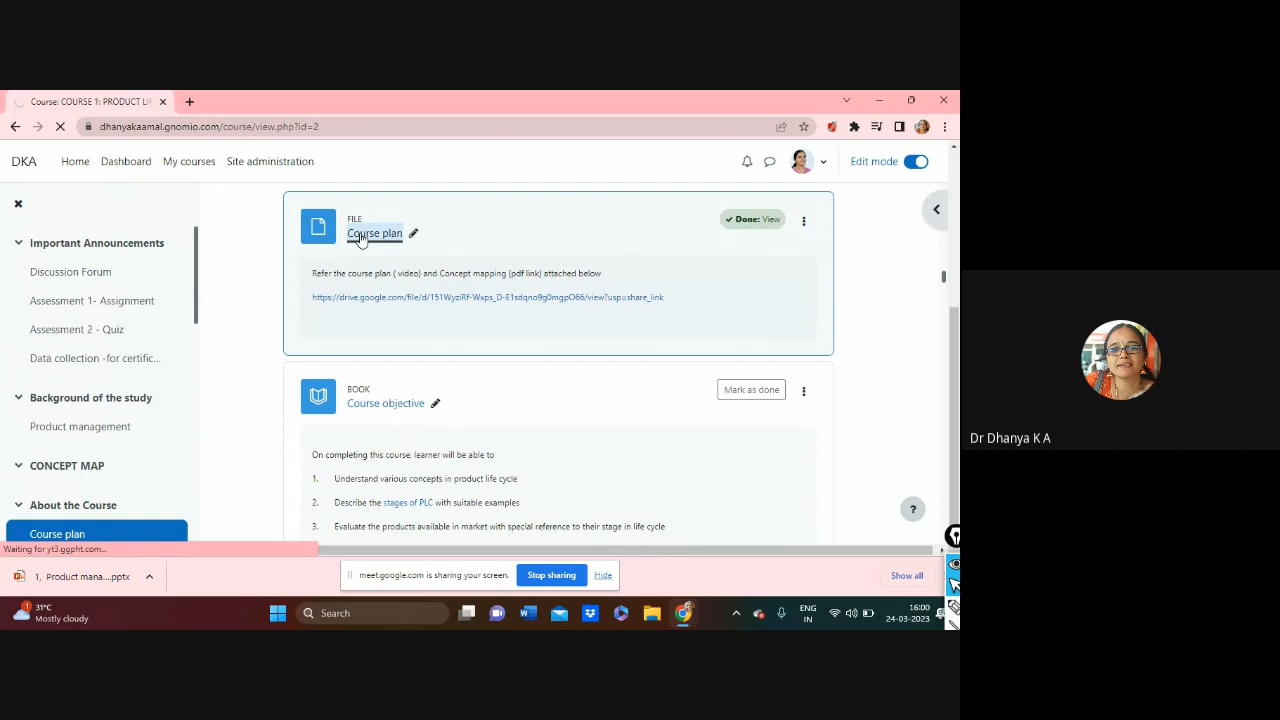 Course: COURSE 1: PRODUCT LIF
dhanyakaamal.gnomio.com/course/view.php?id=2
DKA Home Dashboard My courses Site administration Edit mode
Important Announcements
Discussion Forum
Assessment 1- Assignment
Assessment 2 - Quiz
Data collection -for certific...
Background of the study
Product management
CONCEPT MAP
About the Course
Course plan
FILE
Course plan
Done: View
Refer the course plan ( video) and Concept mapping (pdf link) attached below
https://drive.google.com/file/d/151WyziRf-Wxps_D-E1sdqno9g0mgpO66/view?usp=share_link
BOOK
Course objective
Mark as done
On completing this course, learner will be able to
1. Understand various concepts in product life cycle
2. Describe the stages of PLC with suitable examples
3. Evaluate the products available in market with special reference to their stage in life cycle
?
Waiting for yt3.ggpht.com...
1, Product mana....pptx
meet.google.com is sharing your screen. Stop sharing Hide
Show all
1
31°C
Mostly cloudy
Search
ENG
IN
16:00
24-03-2023
Dr Dhanya K A